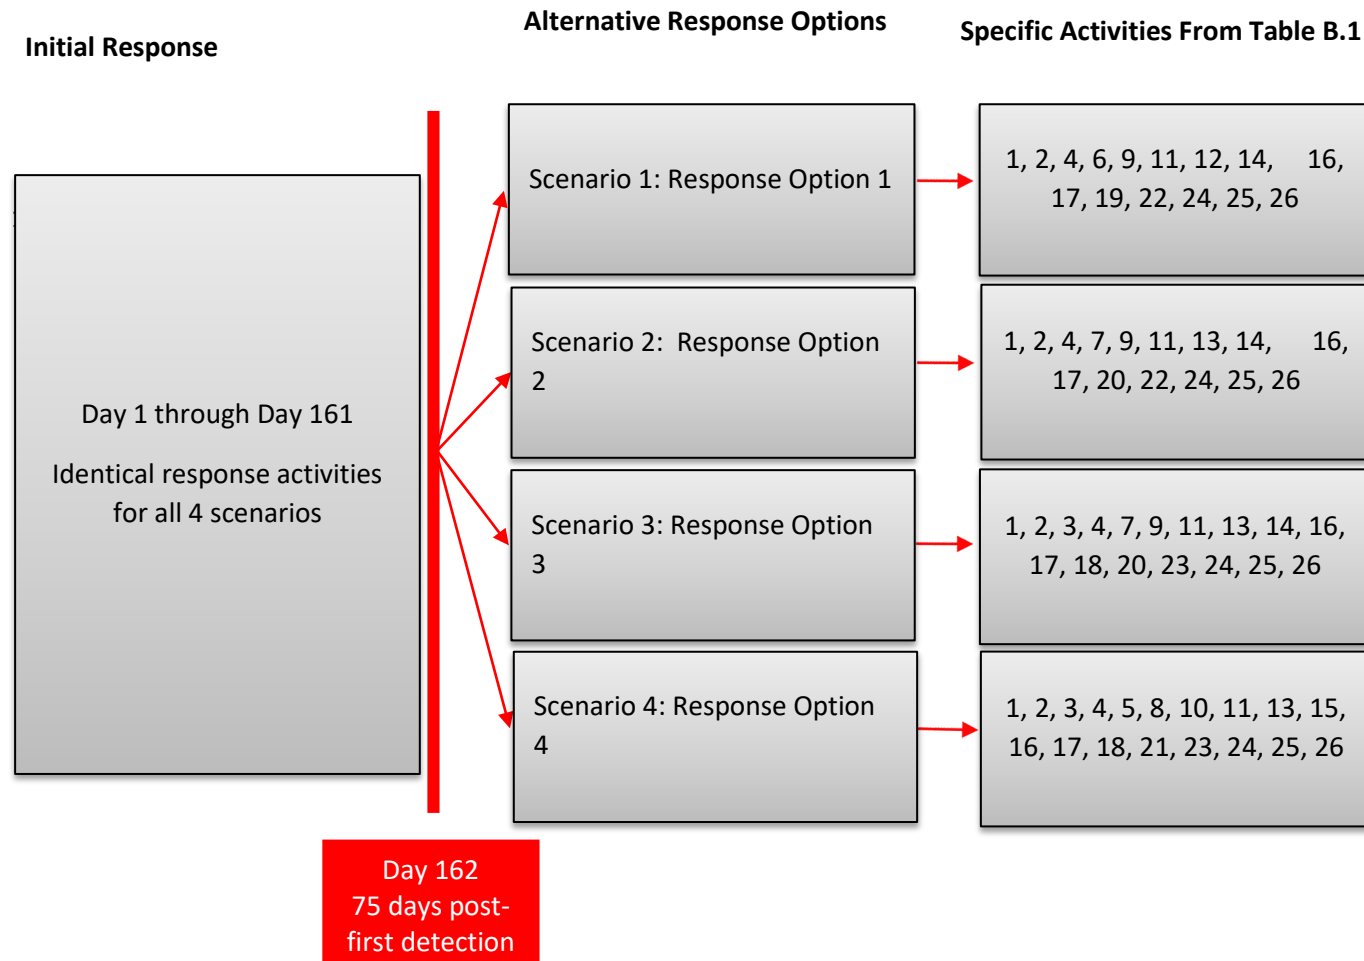 Initial Response
Alternative Response Options
Specific Activities From Table B.1
Day 1 through Day 161
Identical response activities
for all 4 scenarios
Scenario 1: Response Option 1
1, 2, 4, 6, 9, 11, 12, 14, 16,
17, 19, 22, 24, 25, 26
Scenario 2: Response Option
2
1, 2, 4, 7, 9, 11, 13, 14, 16,
17, 20, 22, 24, 25, 26
Scenario 3: Response Option
3
1, 2, 3, 4, 7, 9, 11, 13, 14, 16,
17, 18, 20, 23, 24, 25, 26
Scenario 4: Response Option
4
1, 2, 3, 4, 5, 8, 10, 11, 13, 15,
16, 17, 18, 21, 23, 24, 25, 26
Day 162
75 days post-
first detection